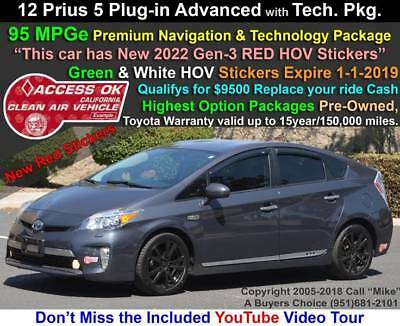 12 Prius 5 Plug-in Advanced with Tech. Pkg.
95 MPGe Premium Navigation & Technology Package
“This car has New 2022 Gen-3 RED HOV Stickers”
Green & White HOV Stickers Expire 1-1-2019
Qualifys for $9500 Replace your ride Cash
Highest Option Packages Pre-Owned,
Toyota Warranty valid up to 15year/150,000 miles.
ACCESS OK
CALIFORNIA
CLEAN AIR VEHICLE
Example
New Red Stickers
Copyright 2005-2018 Call “Mike”
A Buyers Choice (951)681-2101
Don’t Miss the Included YouTube Video Tour